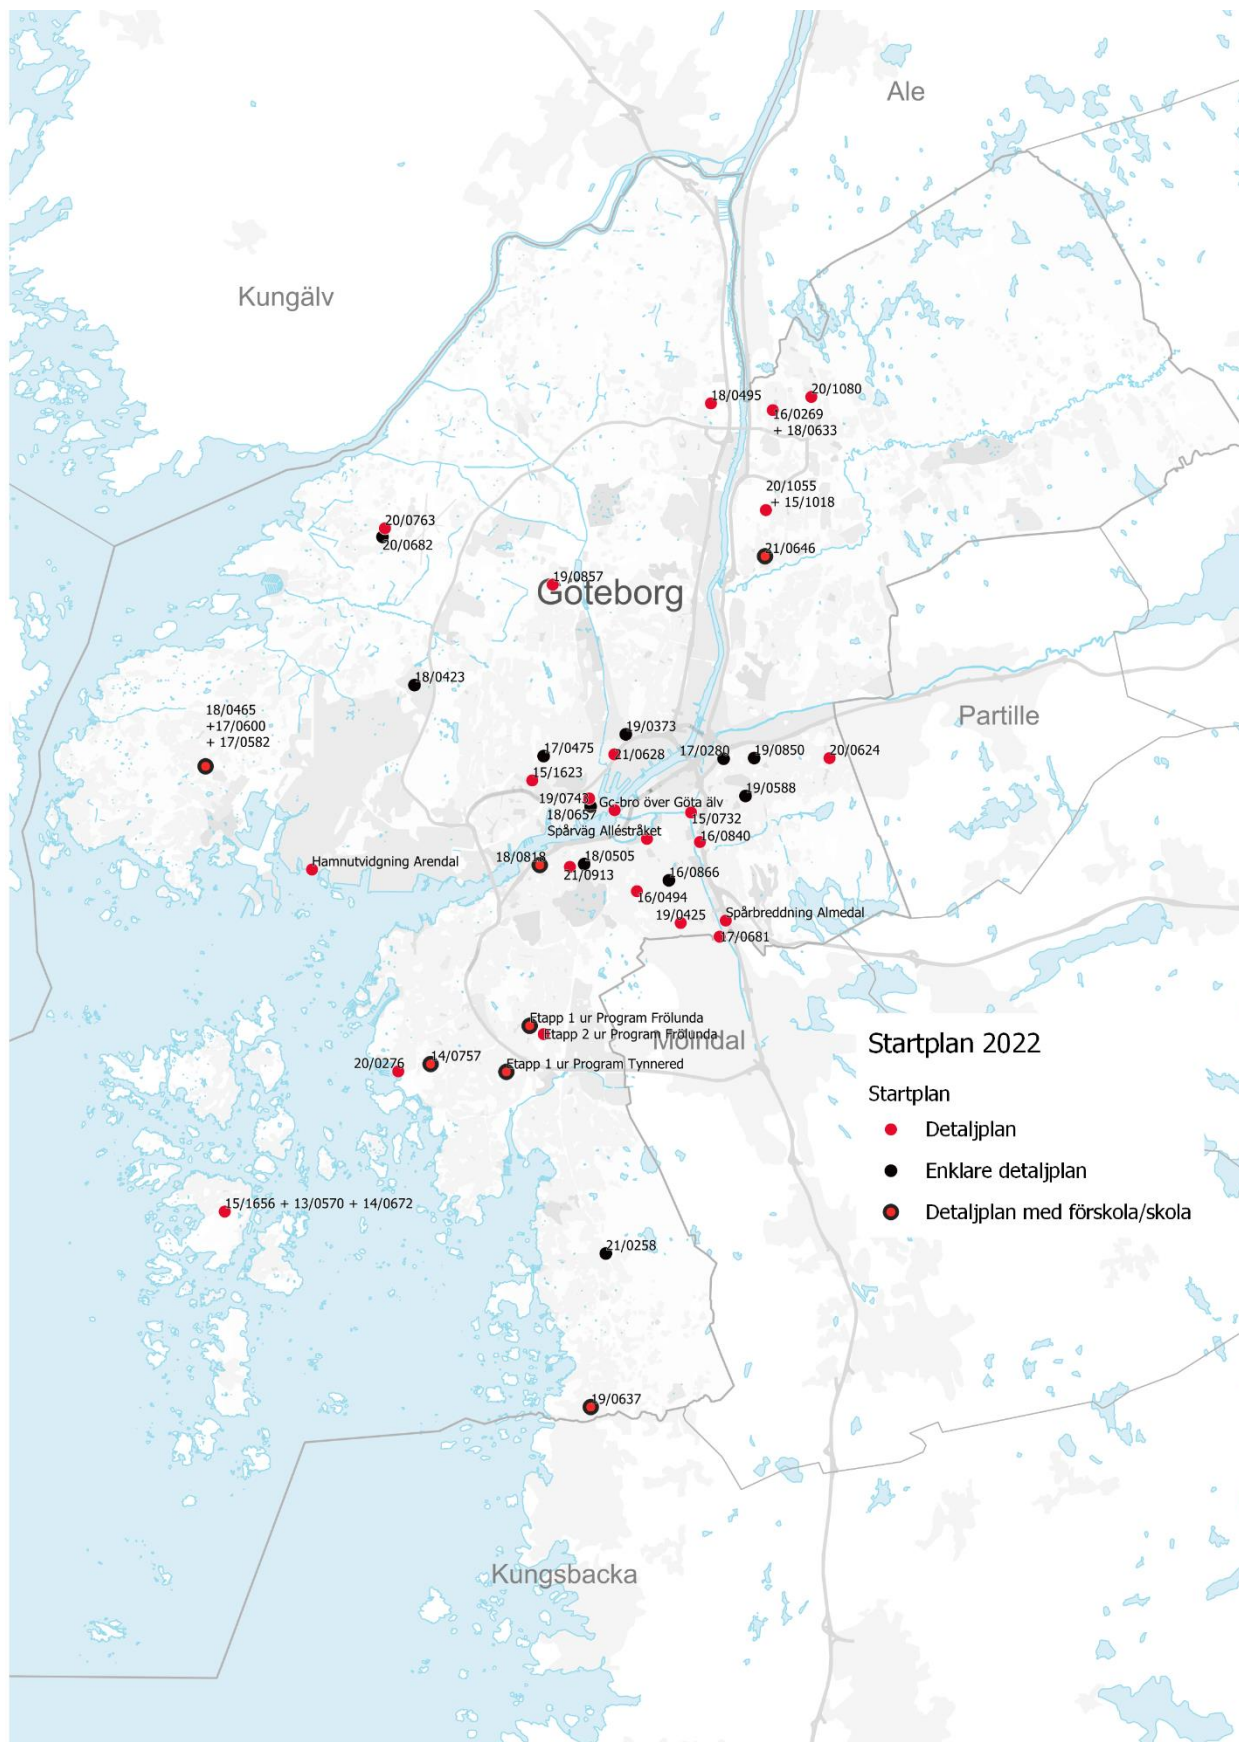 Ale
Kungälv
20/1080
18/0495
16/0269
+ 18/0633
20/1055
+ 15/1018
20/0763
20/0682
21/0646
19/0857
Göteborg
18/0423
18/0465
+17/0600
+ 17/0582
Partille
19/0373
17/0475
21/0628
17/0280
19/0850
20/0624
15/1623
19/0588
19/0743
Gc-bro över Göta älv
18/0657
15/0732
Spårväg Alléstråket
16/0840
Hamnutvidgning Arendal
18/0818
18/0505
21/0913
16/0866
16/0494
19/0425
Spårbreddning Almedal
17/0681
Etapp 1 ur Program Frölunda
Etapp 2 ur Program Frölunda
Mölndal
20/0276
14/0757
Etapp 1 ur Program Tynnered
Startplan 2022
Startplan
Detaljplan
Enklare detaljplan
Detaljplan med förskola/skola
15/1656 + 13/0570 + 14/0672
21/0258
19/0637
Kungsbacka